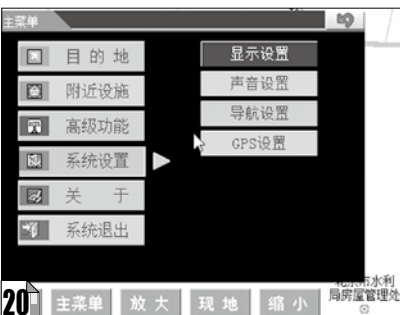 主菜单
目的地
显示设置
附近设施
声音设置
高级功能
导航设置
系统设置
GPS设置
关于
系统退出
北京市水利
局房屋管理处
20
主菜单 放大 现地 缩小